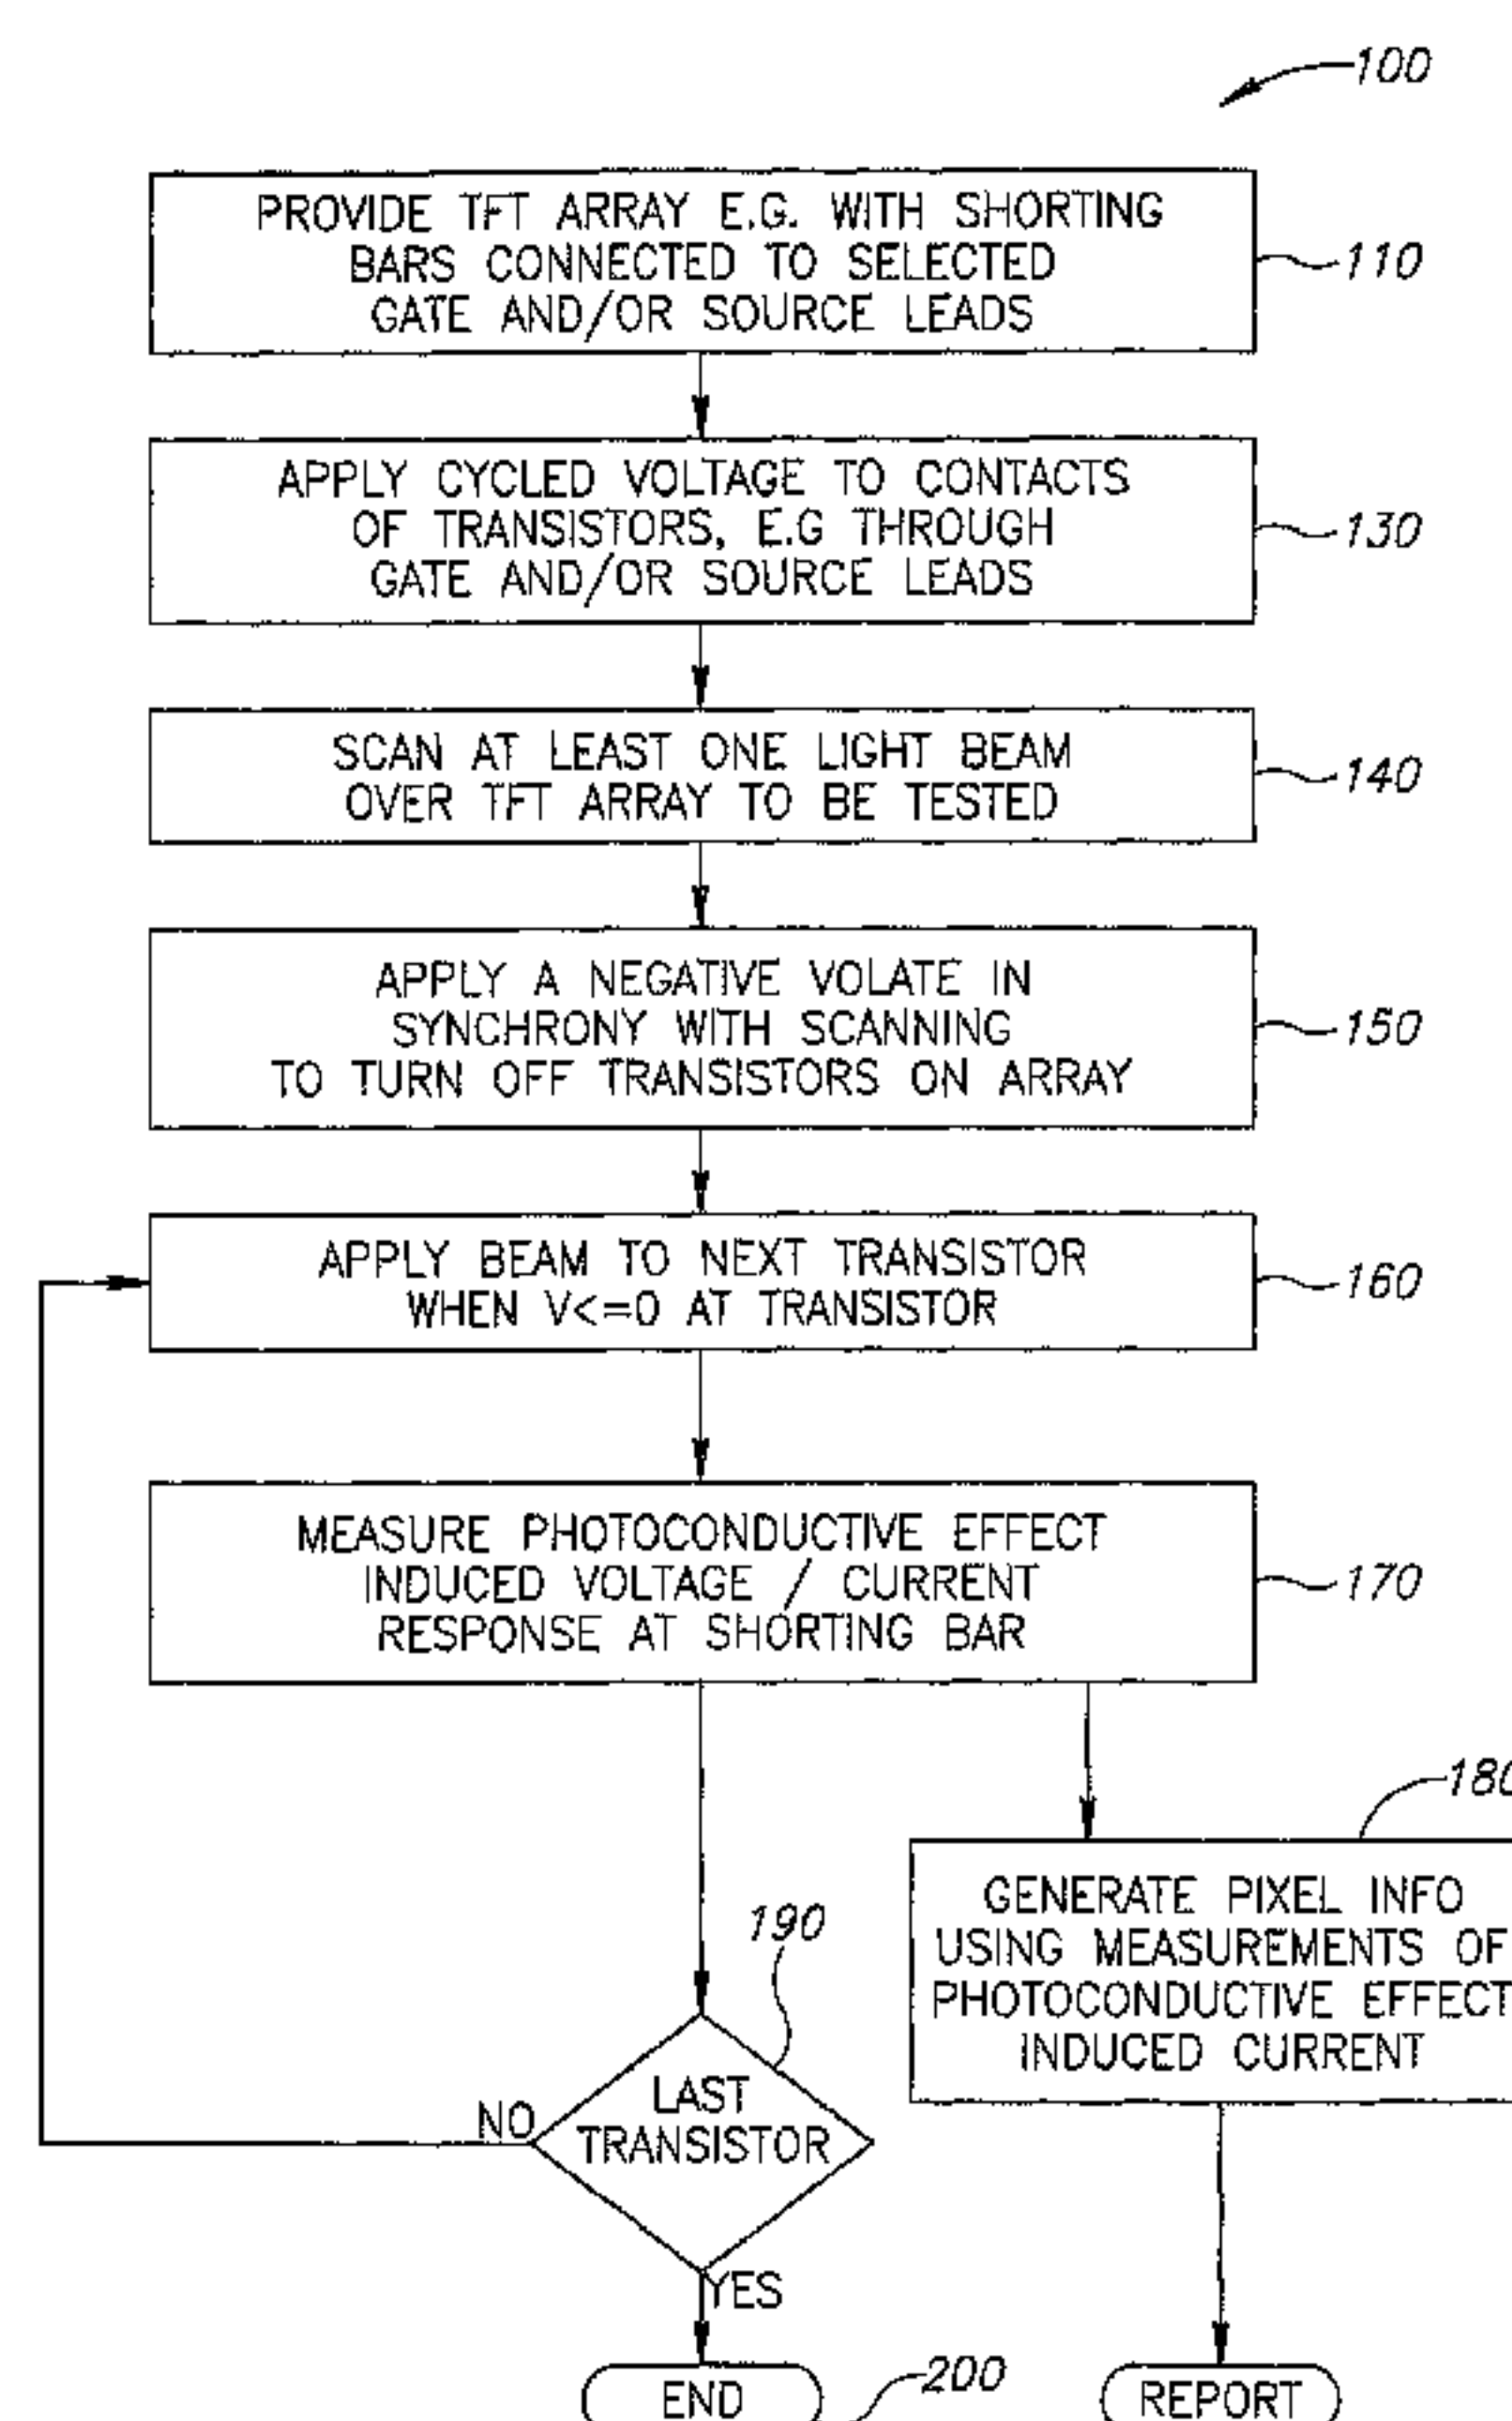 100
PROVIDE TFT ARRAY E.G. WITH SHORTING
BARS CONNECTED TO SELECTED
GATE AND/OR SOURCE LEADS
110
APPLY CYCLED VOLTAGE TO CONTACTS
OF TRANSISTORS, E.G THROUGH
GATE AND/OR SOURCE LEADS
130
SCAN AT LEAST ONE LIGHT BEAM
OVER TFT ARRAY TO BE TESTED
140
APPLY A NEGATIVE VOLATE IN
SYNCHRONY WITH SCANNING
TO TURN OFF TRANSISTORS ON ARRAY
150
APPLY BEAM TO NEXT TRANSISTOR
WHEN V<=0 AT TRANSISTOR
160
MEASURE PHOTOCONDUCTIVE EFFECT
INDUCED VOLTAGE / CURRENT
RESPONSE AT SHORTING BAR
170
180
GENERATE PIXEL INFO
USING MEASUREMENTS OF
PHOTOCONDUCTIVE EFFECT
INDUCED CURRENT
190
LAST
TRANSISTOR
NO
YES
END
200
REPORT